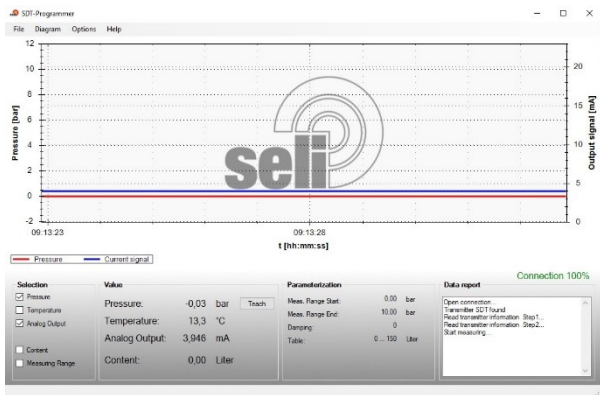 SDT-Programmer
File Diagram Options Help
12
10
8
6
4
2
0
-2
Pressure [bar]
20
15
10
5
0
Output signal [mA]
seli
09:13:23 09:13:28
t [hh:mm:ss]
Pressure Current signal
Connection 100%
Selection
Pressure
Temperature
Analog Output
Content
Measuring Range
Value
Pressure: -0,03 bar Teach
Temperature: 13,3 °C
Analog Output: 3,946 mA
Content: 0,00 Liter
Parameterization
Meas. Range Start: 0,00 bar
Meas. Range End: 10,00 bar
Damping: 0
Table: 0 ... 150 Liter
Data report
Open connection...
Transmitter SDT found
Read transmitter information Step1...
Read transmitter information Step2...
Start measuring...